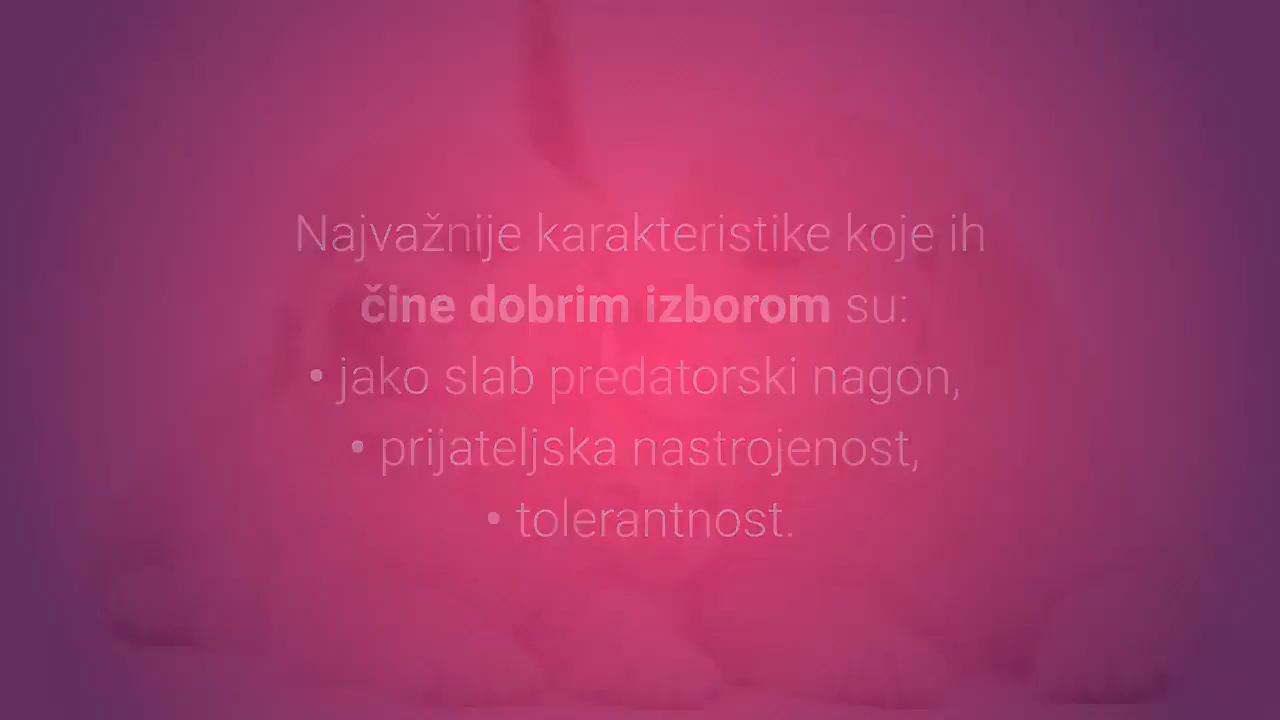 Najvažnije karakteristike koje ih
čine dobrim izborom su:
• jako slab predatorski nagon,
• prijateljska nastrojenost,
• tolerantnost.